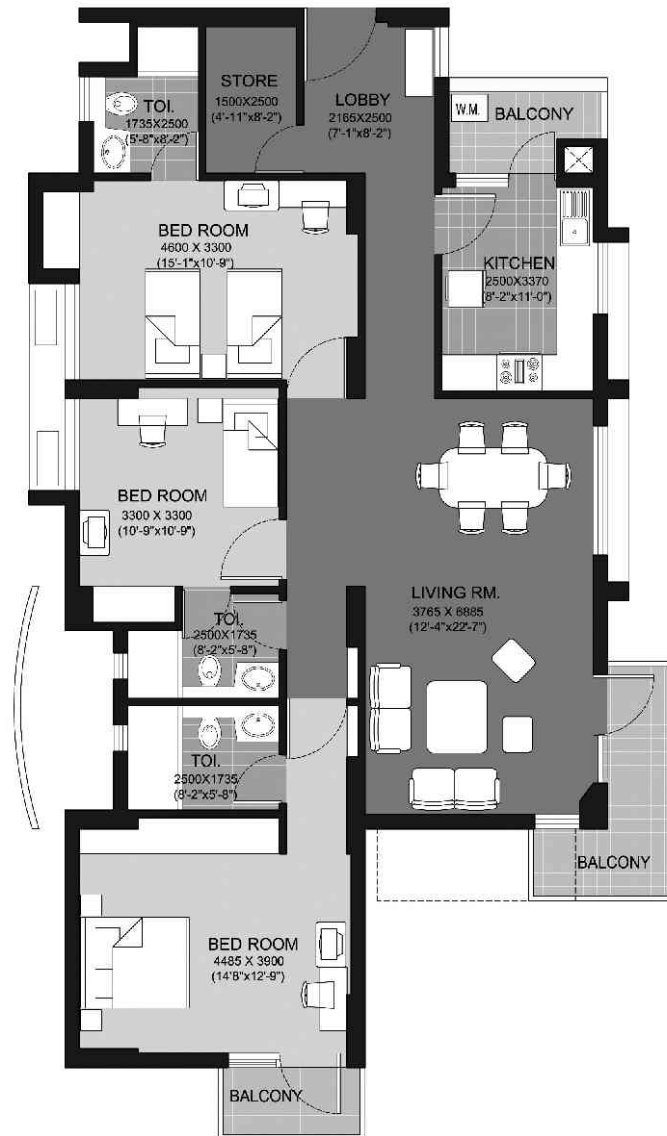 STORE
1500X2500
(4'-11"x8'-2")
LOBBY
2165X2500
(7'-1"x8'-2")
TOI.
1735X2500
(5'-8"x8'-2")
W.M.
BALCONY
BED ROOM
4600 X 3300
(15'-1"x10'-9")
KITCHEN
2500X3370
(8'-2"x11'-0")
BED ROOM
3300 X 3300
(10'-9"x10'-9")
LIVING RM.
3765 X 6885
(12'-4"x22'-7")
TOI.
2500X1735
(8'-2"x5'-8")
TOI.
2500X1735
(8'-2"x5'-8")
BALCONY
BED ROOM
4485 X 3900
(14'8"x12'-9")
BALCONY